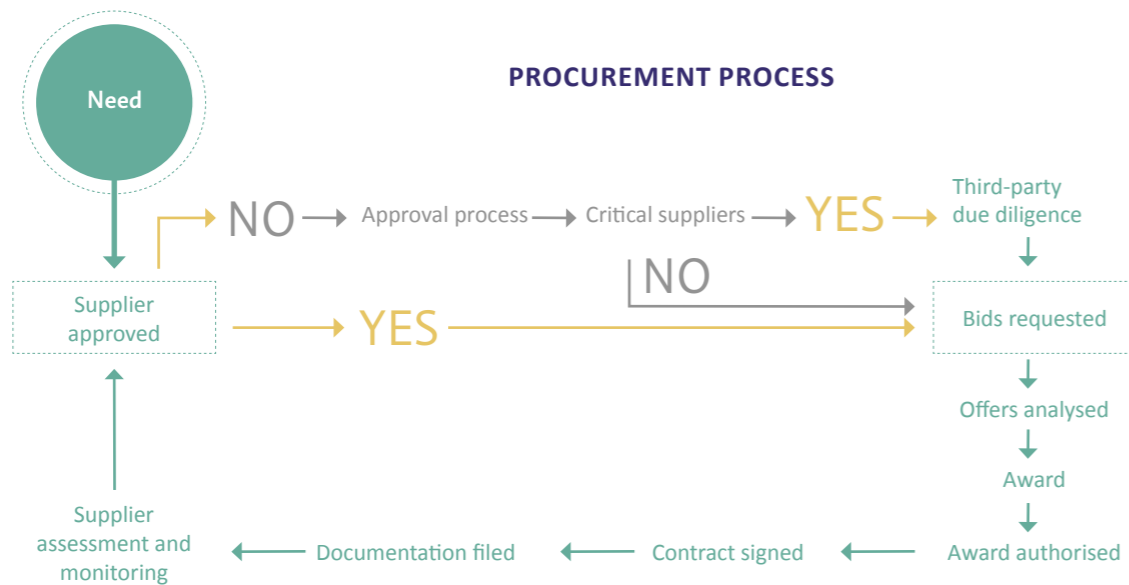 Need
PROCUREMENT PROCESS
NO
Approval process
Critical suppliers
YES
Third-party
due diligence
NO
Supplier
approved
YES
Bids requested
Offers analysed
Award
Award authorised
Contract signed
Documentation filed
Supplier
assessment and
monitoring